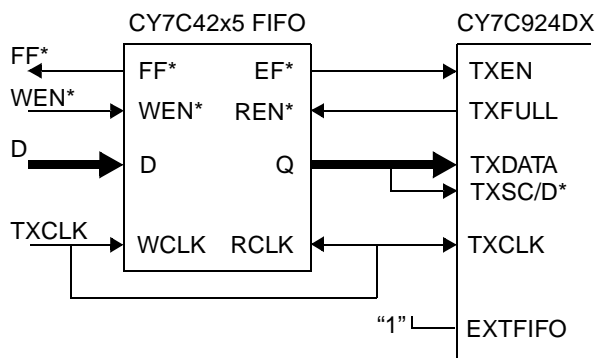 CY7C42x5 FIFO CY7C924DX
FF* FF* EF* TXEN
WEN* WEN* REN* TXFULL
D D Q TXDATA
TXSC/D*
TXCLK WCLK RCLK TXCLK
“1” EXTFIFO